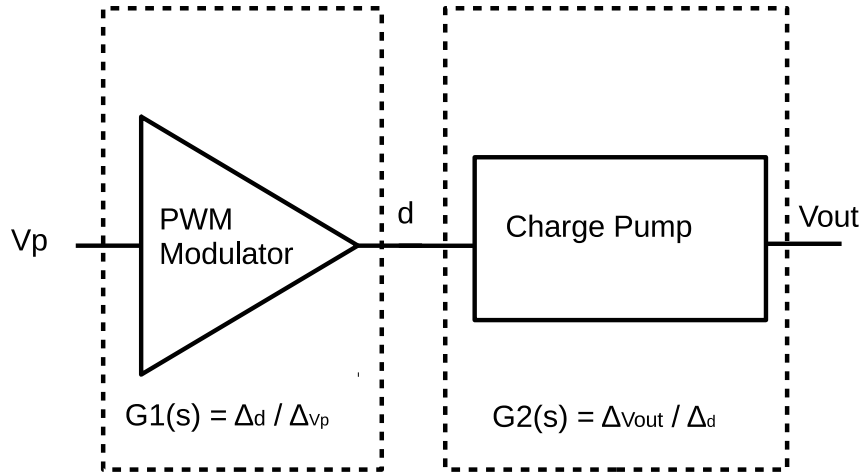 Vp
PWM
Modulator
d
Charge Pump
Vout
G1(s) = Δd / ΔVp
G2(s) = ΔVout / Δd